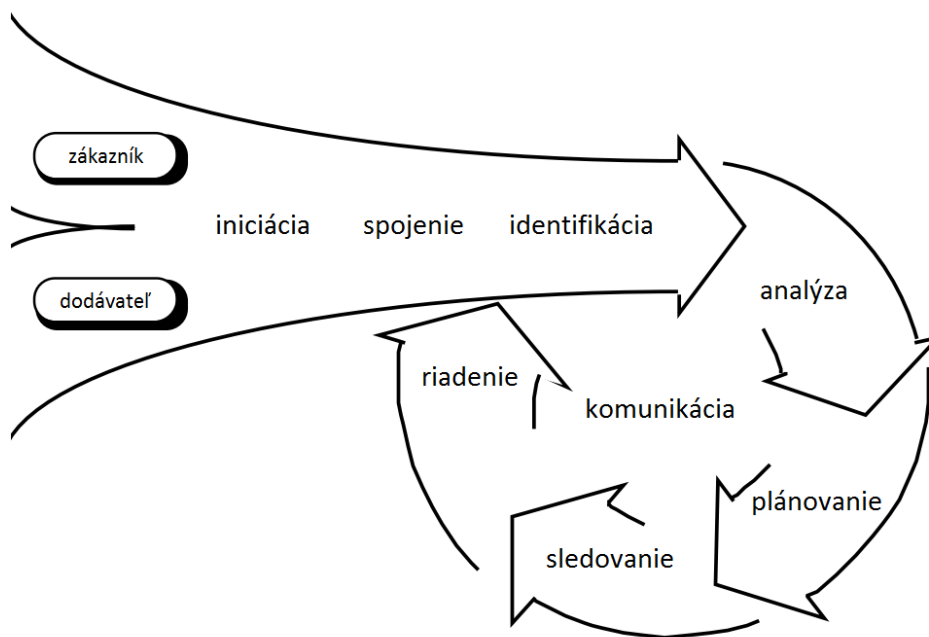 zákazník
iniciácia spojenie identifikácia
dodávateľ
analýza
riadenie
komunikácia
plánovanie
sledovanie